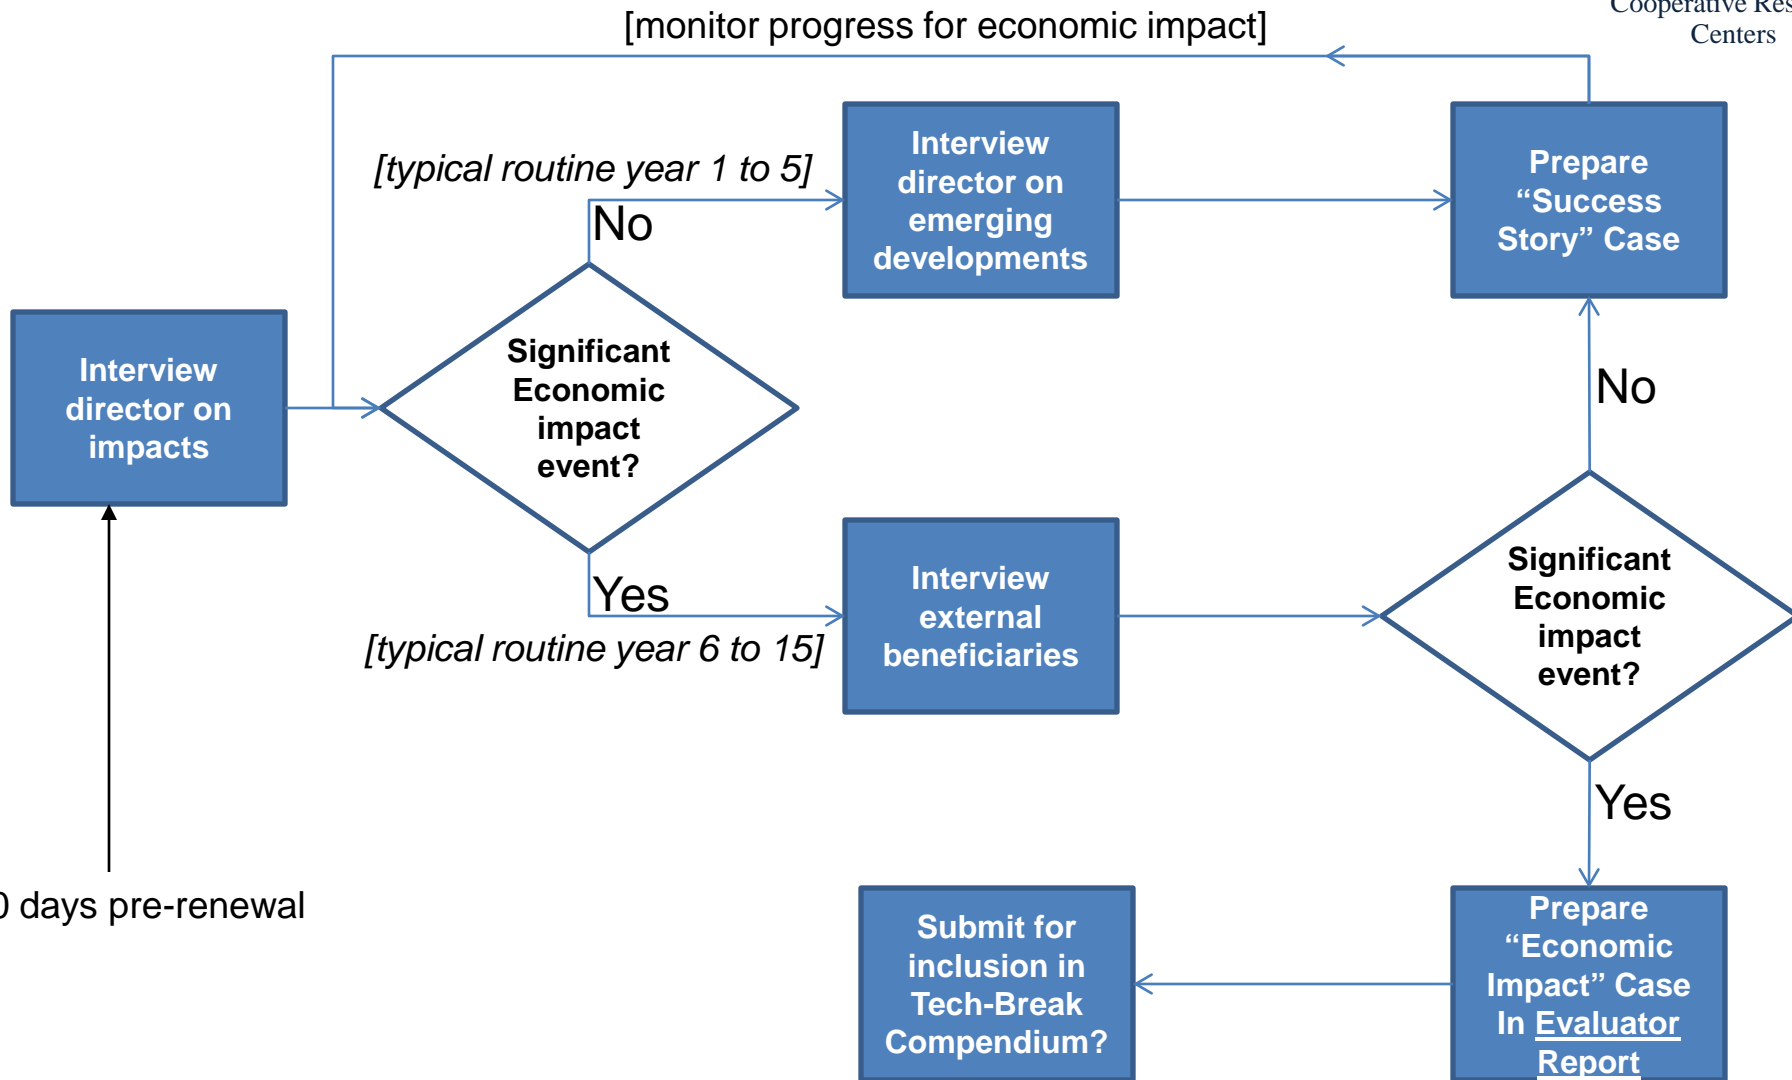 Cooperative
Centers
[monitor progress for economic impact]
[typical routine year 1 to 5]
No
Interview
director on
emerging
developments
Prepare
“Success
Story” Case
Interview
director on
impacts
Significant
Economic
impact
event?
No
Yes
[typical routine year 6 to 15]
Interview
external
beneficiaries
Significant
Economic
impact
event?
Yes
days pre-renewal
Submit for
inclusion in
Tech-Break
Compendium?
Prepare
“Economic
Impact” Case
In Evaluator
Report